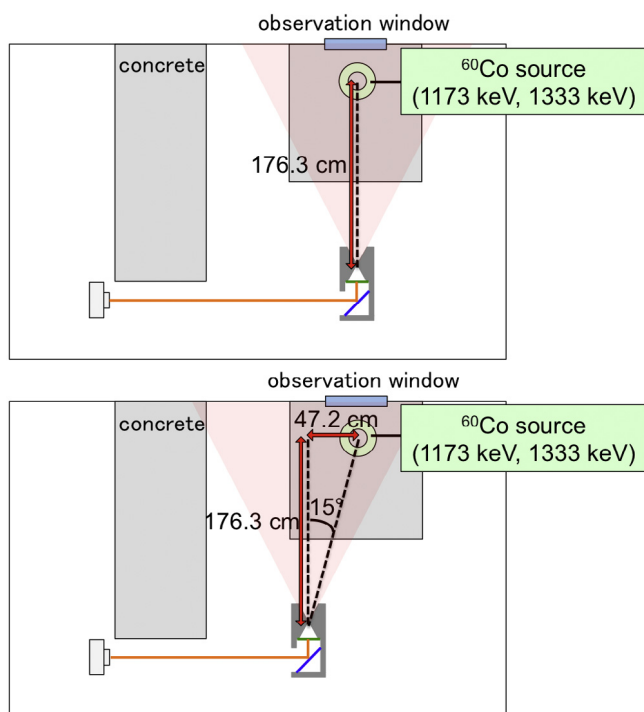 observation window
concrete
⁶⁰Co source
(1173 keV, 1333 keV)
176.3 cm
observation window
47.2 cm
concrete
⁶⁰Co source
(1173 keV, 1333 keV)
15°
176.3 cm